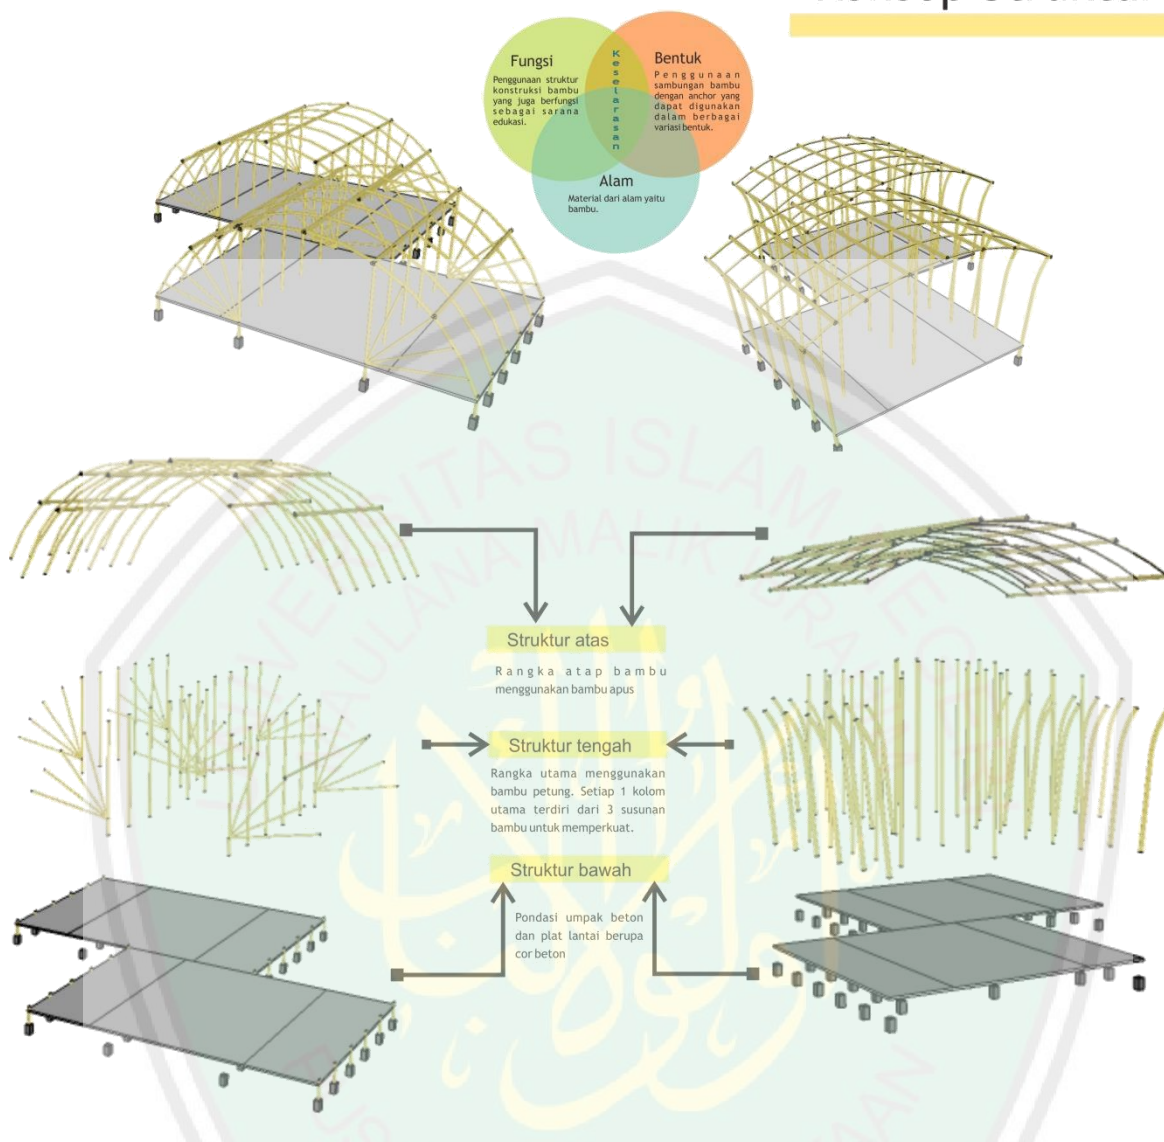 Fungsi
Penggunaan struktur
konstruksi bambu
yang juga berfungsi
sebagai sarana
edukasi.
Keselarasan
Bentuk
Penggunaan
sambungan bambu
dengan anchor yang
dapat digunakan
dalam berbagai
variasi bentuk.
Alam
Material dari alam yaitu
bambu.
Struktur atas
Rangka atap bambu
menggunakan bambu apus
Struktur tengah
Rangka utama menggunakan
bambu petung. Setiap 1 kolom
utama terdiri dari 3 susunan
bambu untuk memperkuat.
Struktur bawah
Pondasi umpak beton
dan plat lantai berupa
cor beton